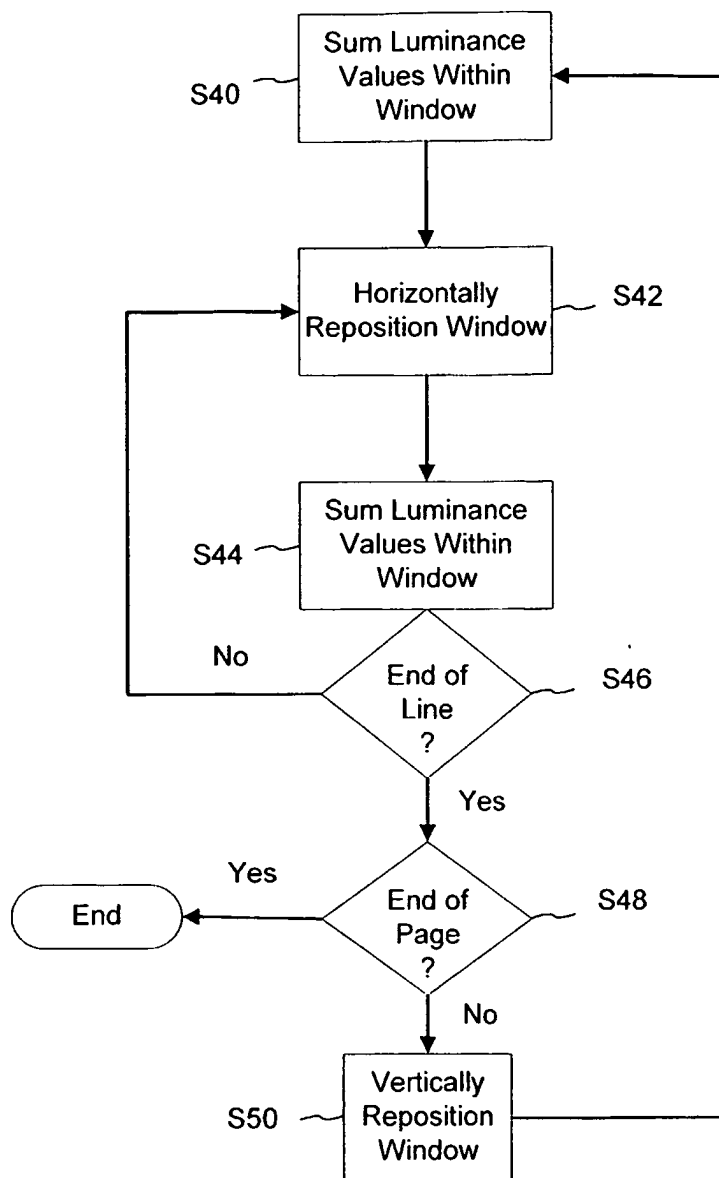 Sum Luminance
Values Within
Window
S40
Horizontally
Reposition Window
S42
Sum Luminance
Values Within
Window
S44
No
End of
Line
?
S46
Yes
Yes
End
End of
Page
?
S48
No
Vertically
Reposition
Window
S50